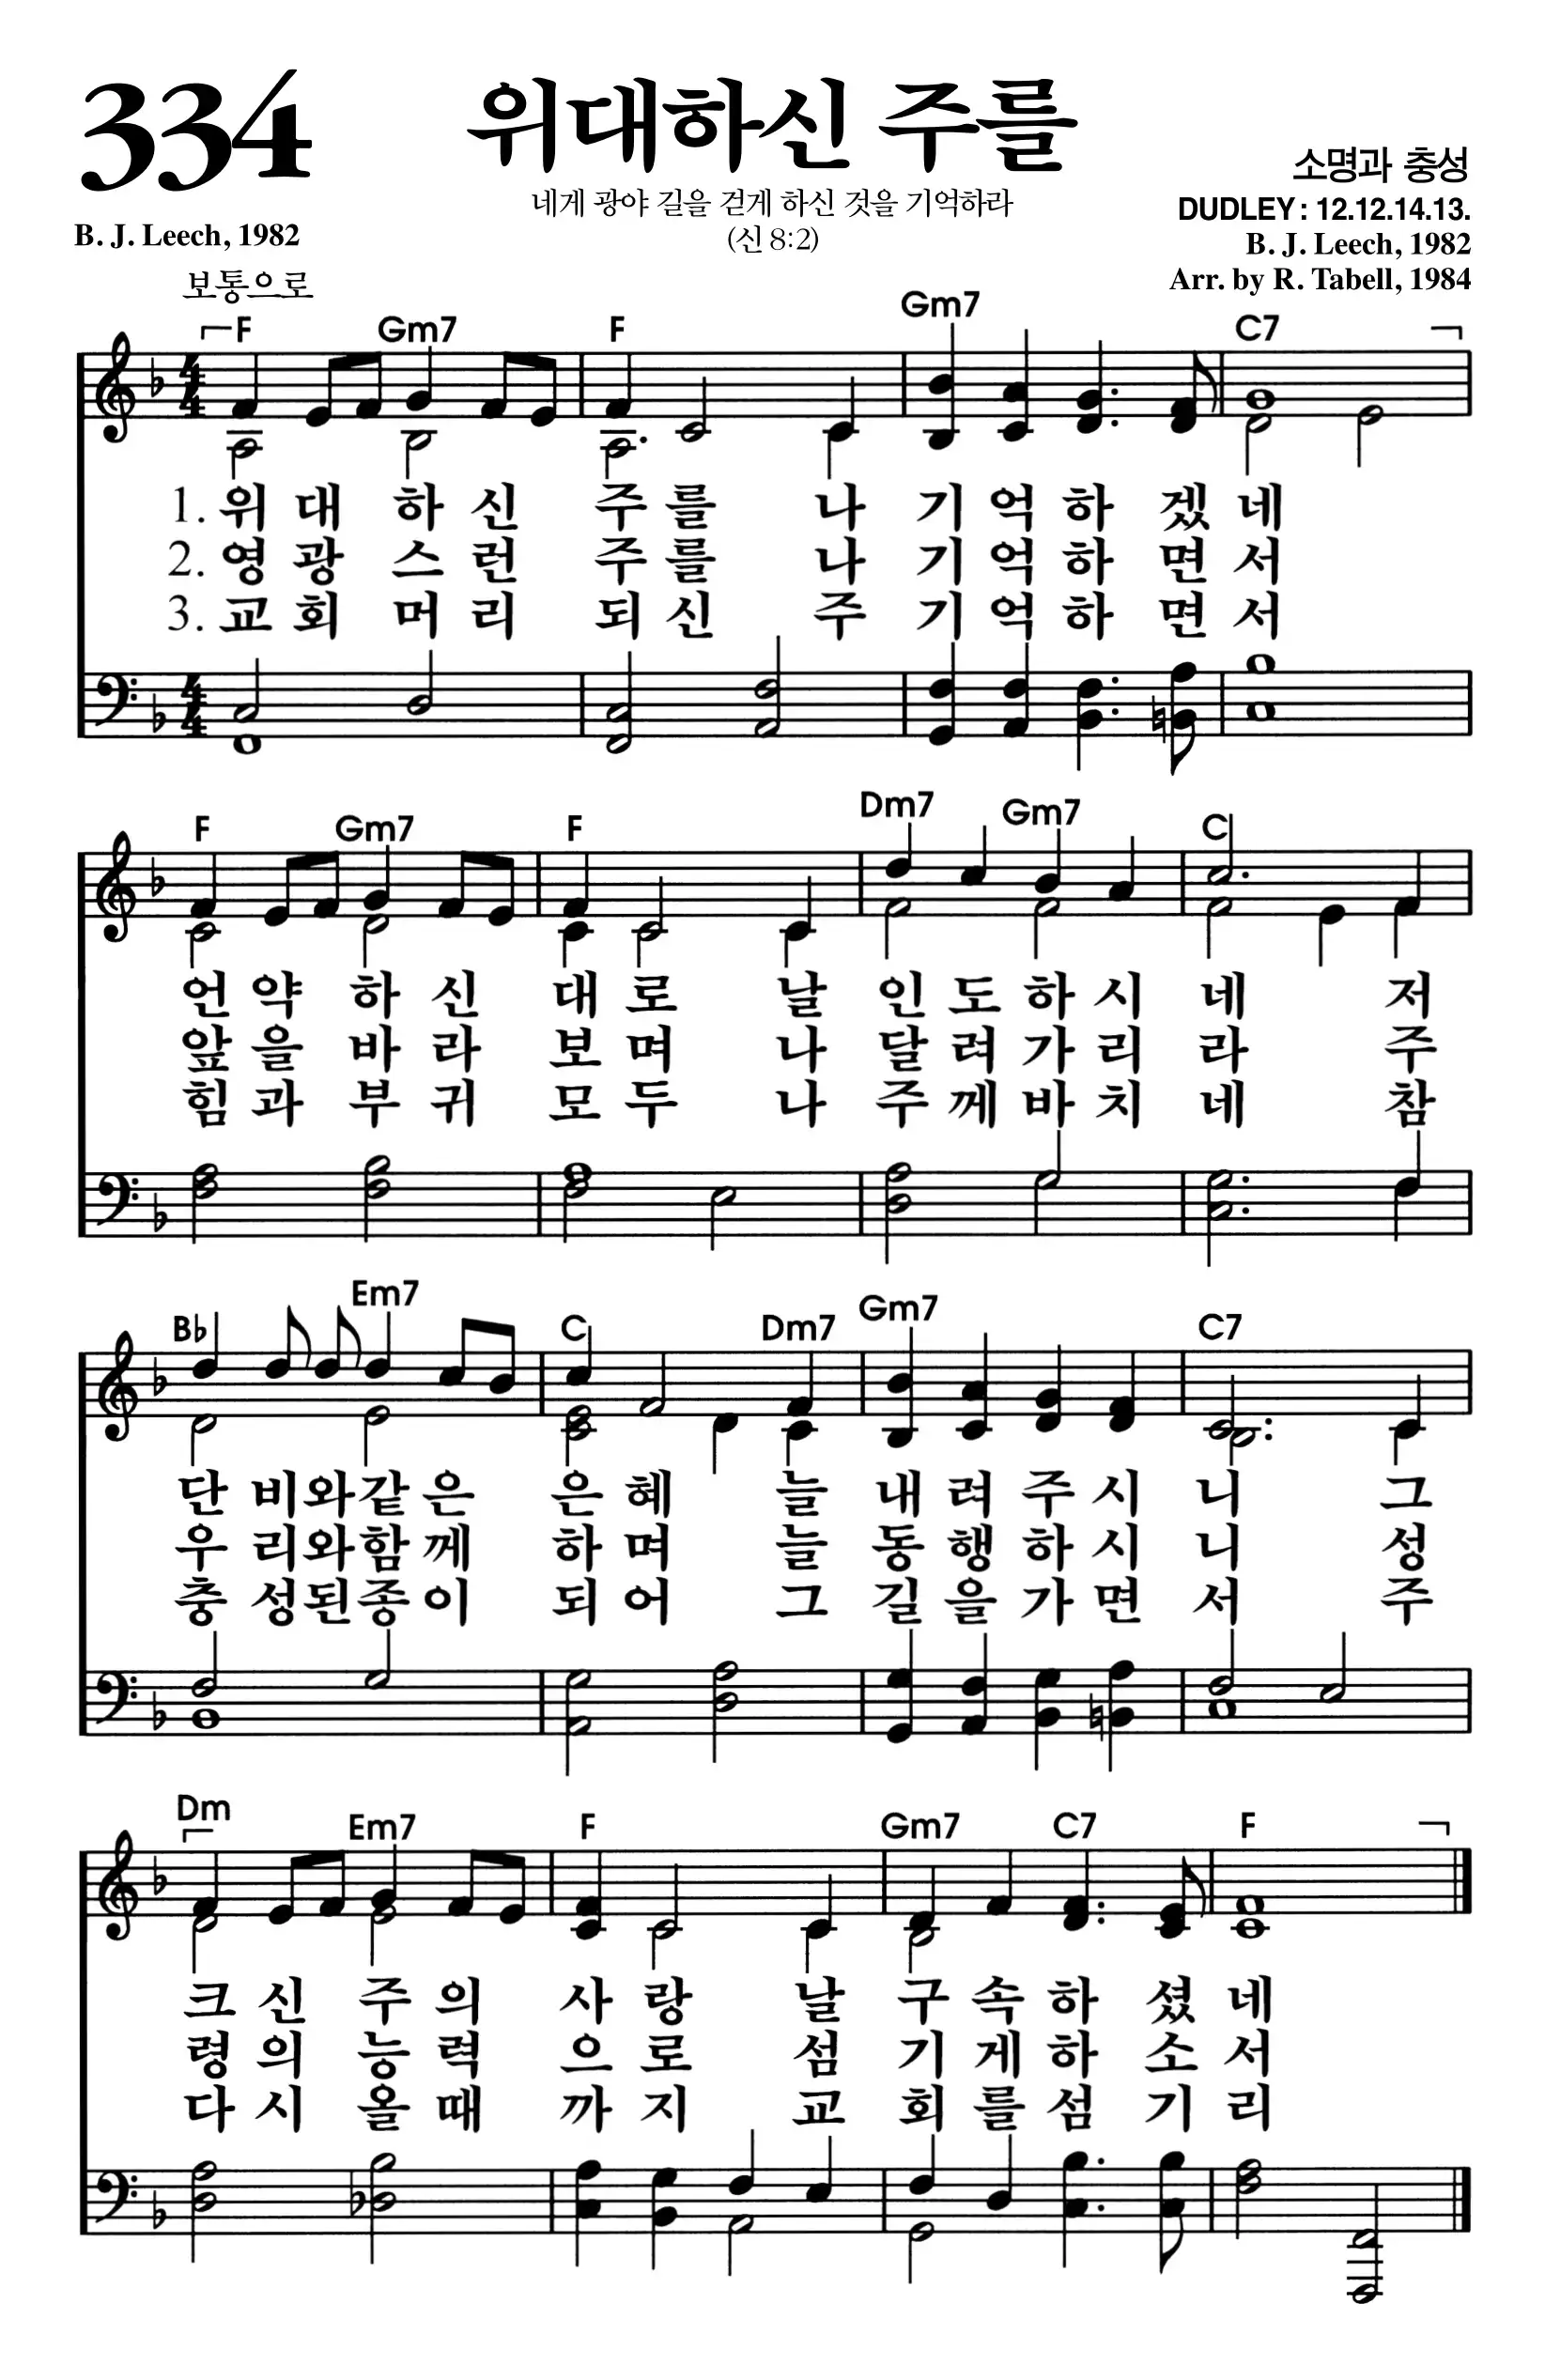 334
위대하신 주를
네게 광야 길을 걷게 하신 것을 기억하라
(신 8:2)
소명과 충성
DUDLEY : 12.12.14.13.
B. J. Leech, 1982
B. J. Leech, 1982
Arr. by R. Tabell, 1984
보통으로
F Gm7 F Gm7 C7
1. 위 대 하 신 주 를 나 기 억 하 겠 네
2. 영 광 스 런 주 를 나 기 억 하 면 서
3. 교 회 머 리 되 신 주 기 억 하 면 서
F Gm7 F Dm7 Gm7 C
언 약 하 신 대 로 날 인 도 하 시 네 저
앞 을 바 라 보 며 나 달 려 가 리 라 주
힘 과 부 귀 모 두 나 주 께 바 치 네 참
B♭ Em7 C Dm7 Gm7 C7
단 비 와 같 은 은 혜 늘 내 려 주 시 니 그
우 리 와 함 께 하 며 늘 동 행 하 시 니 성
충 성 된 종 이 되 어 그 길 을 가 면 서 주
Dm Em7 F Gm7 C7 F
크 신 주 의 사 랑 날 구 속 하 셨 네
령 의 능 력 으 로 섬 기 게 하 소 서
다 시 올 때 까 지 교 회 를 섬 기 리